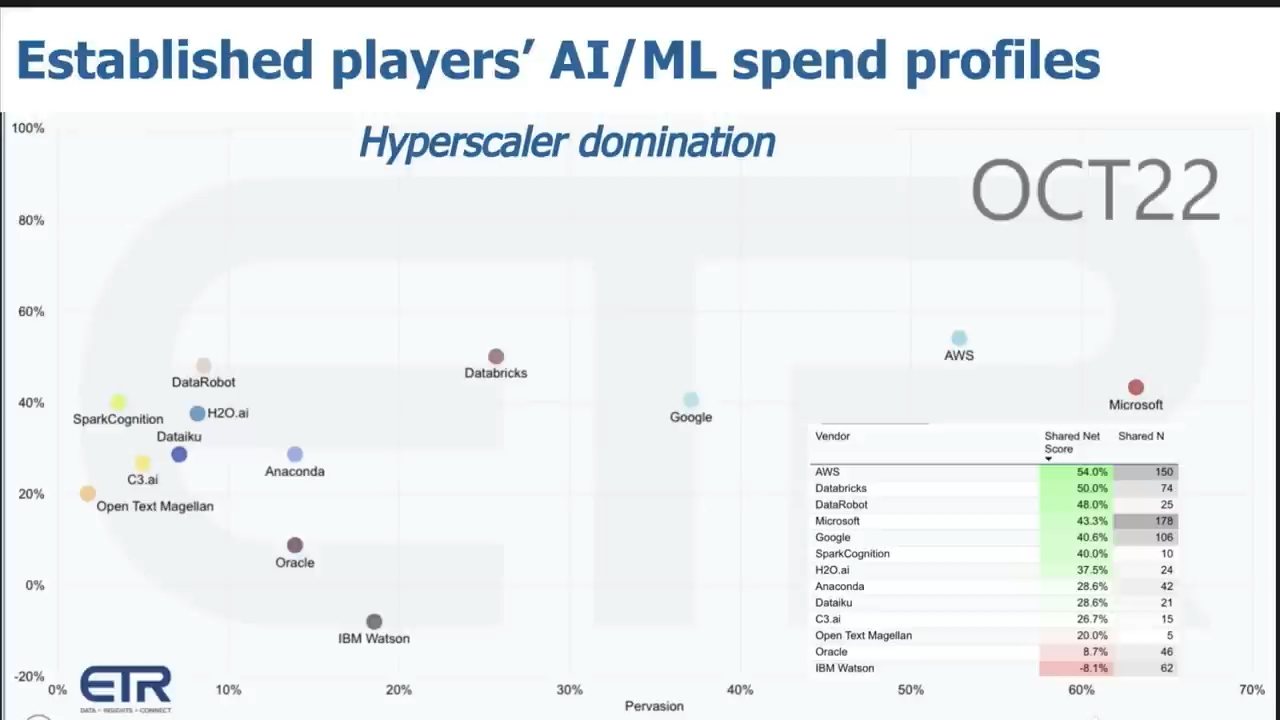 Established players' AI/ML spend profiles
Hyperscaler domination
OCT22
100%
80%
60%
40%
20%
0%
-20%
AWS
Microsoft
Databricks
DataRobot
Google
SparkCognition
H2O.ai
Dataiku
C3.ai
Anaconda
Open Text Magellan
Oracle
IBM Watson
Vendor Shared Net Score Shared N
AWS 54.0% 150
Databricks 50.0% 74
DataRobot 48.0% 25
Microsoft 43.3% 178
Google 40.6% 106
SparkCognition 40.0% 10
H2O.ai 37.5% 24
Anaconda 28.6% 42
Dataiku 28.6% 21
C3.ai 26.7% 15
Open Text Magellan 20.0% 5
Oracle 8.7% 46
IBM Watson -8.1% 62
0% 10% 20% 30% 40% 50% 60% 70%
Pervasion
ETR
DATA • INSIGHTS • CONNECT